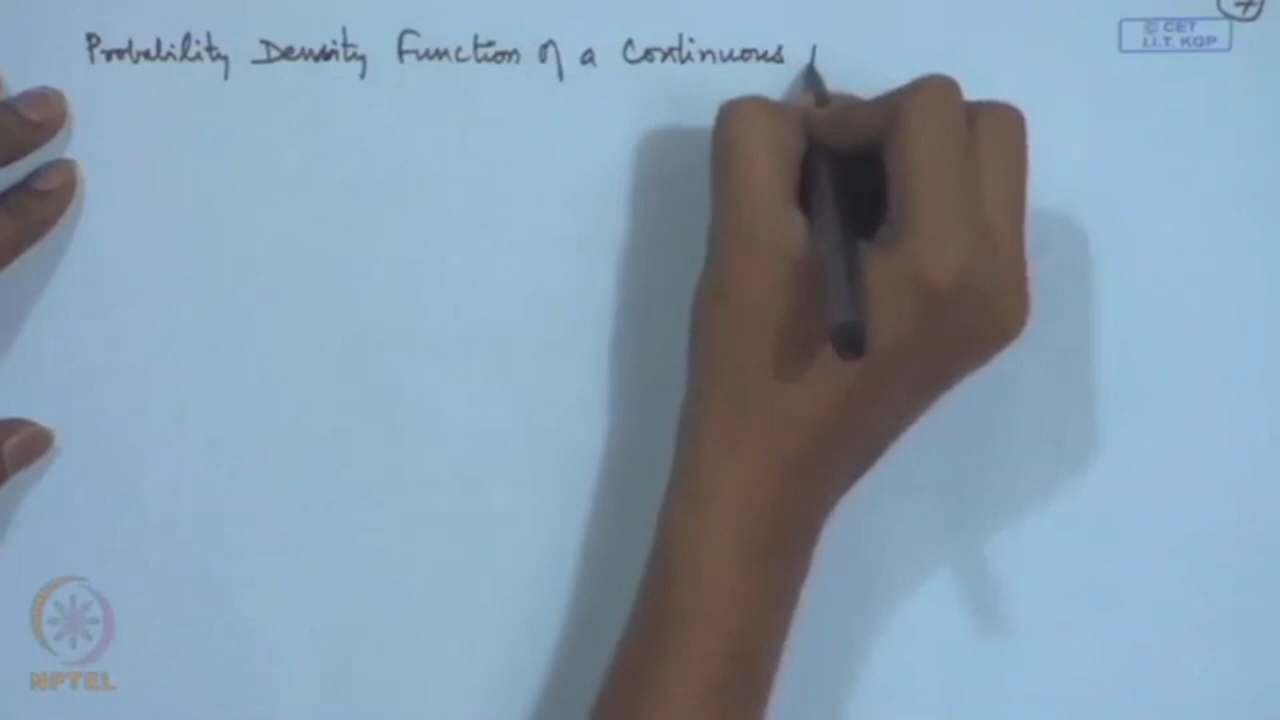 Probability Density Function of a Continuous
© CET
I.I.T. KGP
NPTEL